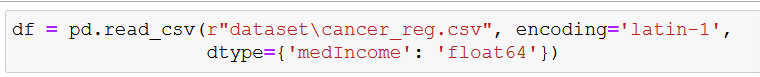 df = pd.read_csv(r"dataset\cancer_reg.csv", encoding='latin-1',
dtype={'medIncome': 'float64'})